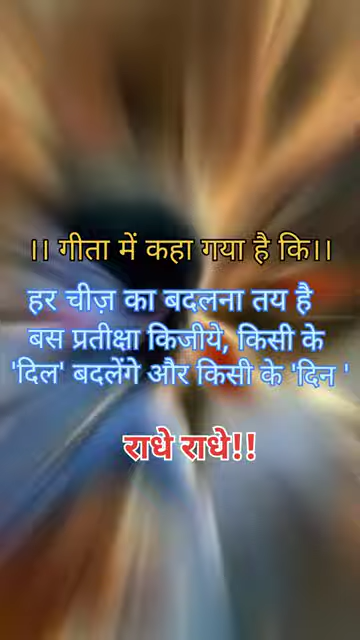 ।। गीता में कहा गया है कि।।
हर चीज़ का बदलना तय है
बस प्रतीक्षा किजीये, किसी के
'दिल' बदलेंगे और किसी के 'दिन '
राधे राधे!!